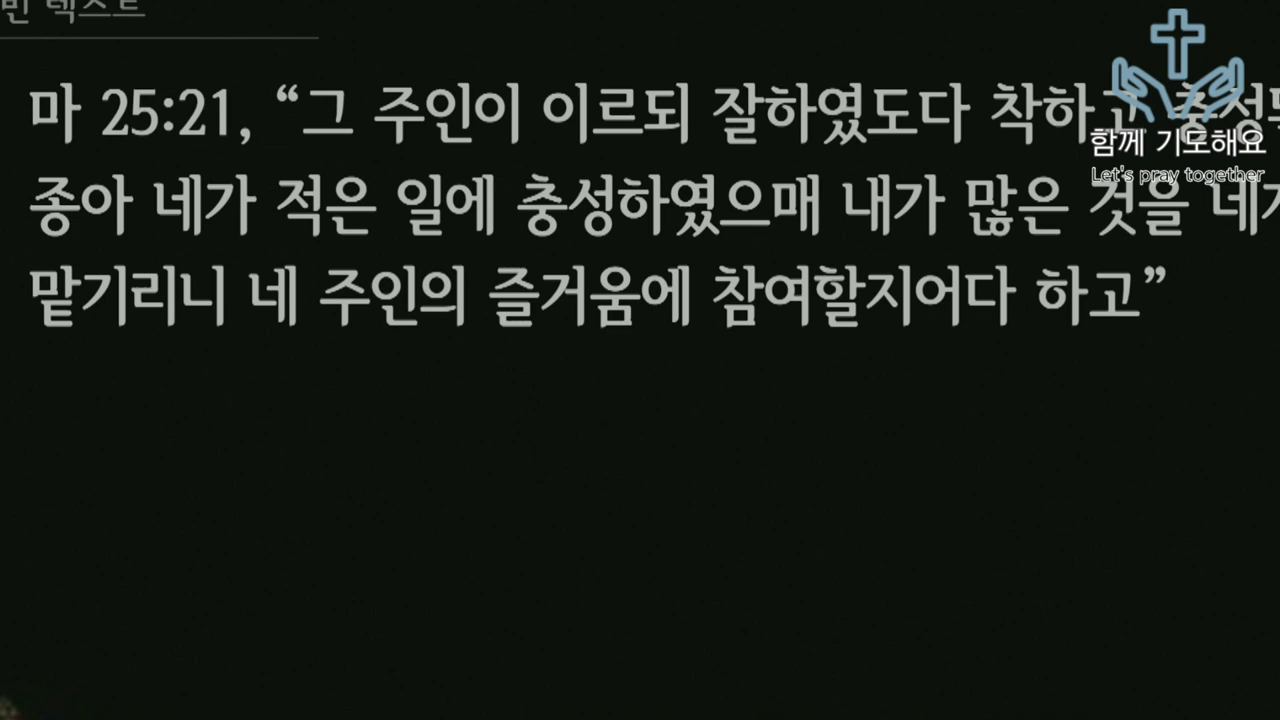 텍스트
마 25:21, “그 주인이 이르되 잘하였도다 착하고
종아 네가 적은 일에 충성하였으매 내가 많은 것을
맡기리니 네 주인의 즐거움에 참여할지어다 하고”
함께 기도해요
Let's pray together